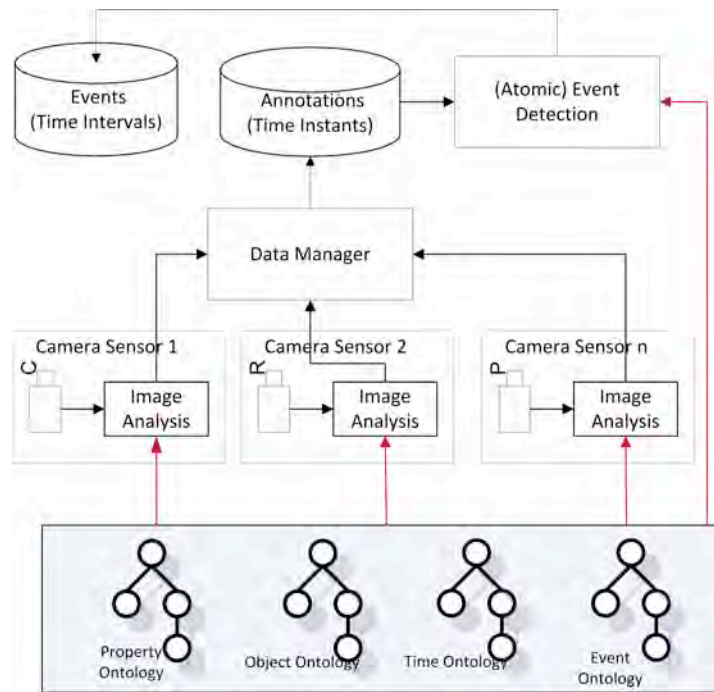 Events
(Time Intervals)
Annotations
(Time Instants)
(Atomic) Event
Detection
Data Manager
Camera Sensor 1
C
Image
Analysis
Camera Sensor 2
R
Image
Analysis
Camera Sensor n
P
Image
Analysis
Property
Ontology
Object Ontology
Time Ontology
Event
Ontology